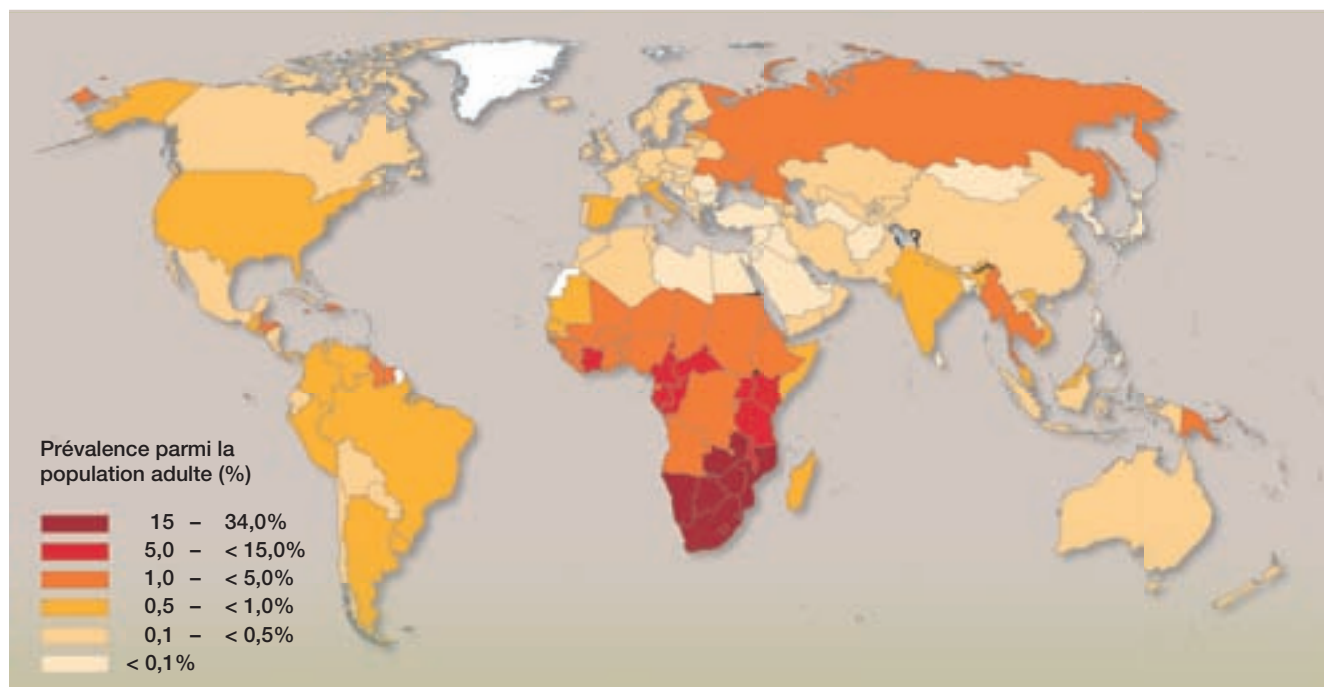 Prévalence parmi la
population adulte (%)
15 – 34,0%
5,0 – < 15,0%
1,0 – < 5,0%
0,5 – < 1,0%
0,1 – < 0,5%
< 0,1%